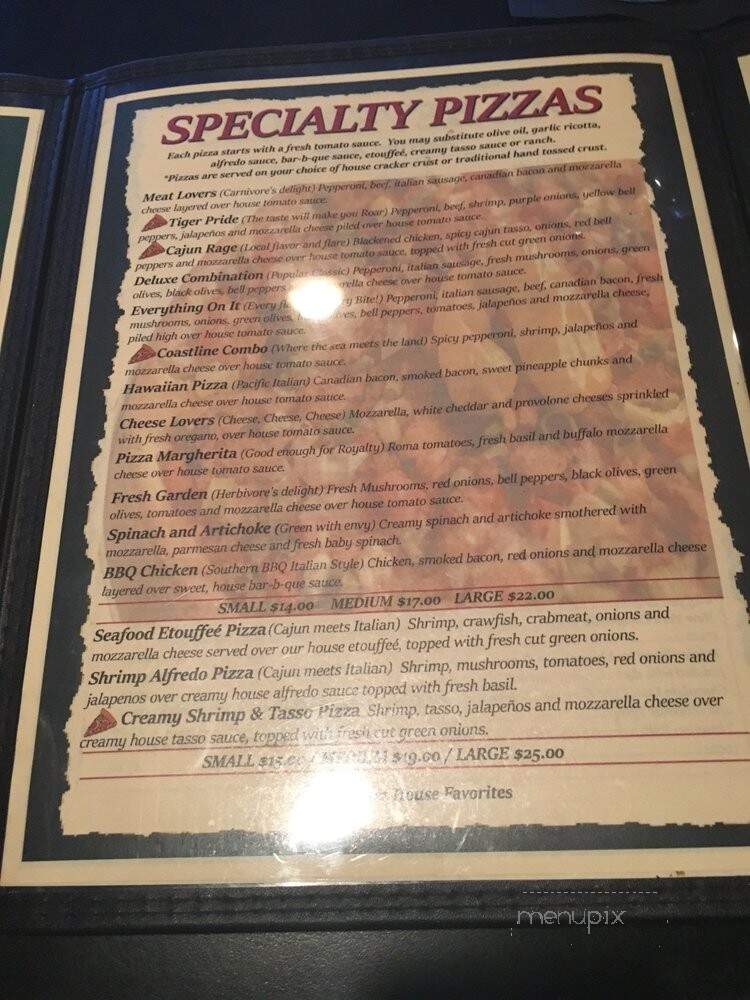 SPECIALTY PIZZAS
Each pizza starts with a fresh tomato sauce. You may substitute olive oil, garlic ricotta,
alfredo sauce, bar-b-que sauce, etouffeé, creamy tasso sauce or ranch.
*Pizzas are served on your choice of house cracker crust or traditional hand tossed crust.
Meat Lovers (Carnivore's delight) Pepperoni, beef, italian sausage, canadian bacon and mozzarella
cheese layered over house tomato sauce.
Tiger Pride (The taste will make you Roar) Pepperoni, beef, shrimp, purple onions, yellow bell
peppers, jalapeños and mozzarella cheese piled over house tomato sauce.
Cajun Rage (Local flavor and flare) Blackened chicken, spicy cajun tasso, onions, red bell
peppers and mozzarella cheese over house tomato sauce, topped with fresh cut green onions.
Deluxe Combination (Popular Classic) Pepperoni, italian sausage, fresh mushrooms, onions, green
olives, black olives, bell peppers cheese over house tomato sauce.
Everything On It (Every Bite!) Pepperoni, italian sausage, beef, canadian bacon, fresh
mushrooms, onions, green olives, bell peppers, tomatoes, jalapeños and mozzarella cheese,
piled high over house tomato sauce.
Coastline Combo (Where the sea meets the land) Spicy pepperoni, shrimp, jalapeños and
mozzarella cheese over house tomato sauce.
Hawaiian Pizza (Pacific Italian) Canadian bacon, smoked bacon, sweet pineapple chunks and
mozzarella cheese over house tomato sauce.
Cheese Lovers (Cheese, Cheese, Cheese) Mozzarella, white cheddar and provolone cheeses sprinkled
with fresh oregano, over house tomato sauce.
Pizza Margherita (Good enough for Royalty) Roma tomatoes, fresh basil and buffalo mozzarella
cheese over house tomato sauce.
Fresh Garden (Herbivore's delight) Fresh Mushrooms, red onions, bell peppers, black olives, green
olives, tomatoes and mozzarella cheese over house tomato sauce.
Spinach and Artichoke (Green with envy) Creamy spinach and artichoke smothered with
mozzarella, parmesan cheese and fresh baby spinach.
BBQ Chicken (Southern BBQ Italian Style) Chicken, smoked bacon, red onions and mozzarella cheese
layered over sweet, house bar-b-que sauce.
SMALL $14.00 MEDIUM $17.00 LARGE $22.00
Seafood Etouffeé Pizza (Cajun meets Italian) Shrimp, crawfish, crabmeat, onions and
mozzarella cheese served over our house etouffeé, topped with fresh cut green onions.
Shrimp Alfredo Pizza (Cajun meets Italian) Shrimp, mushrooms, tomatoes, red onions and
jalapenos over creamy house alfredo sauce topped with fresh basil.
Creamy Shrimp & Tasso Pizza Shrimp, tasso, jalapeños and mozzarella cheese over
creamy house tasso sauce, topped with fresh cut green onions.
SMALL $15.00 / MEDIUM $19.00 / LARGE $25.00
House Favorites
menupix